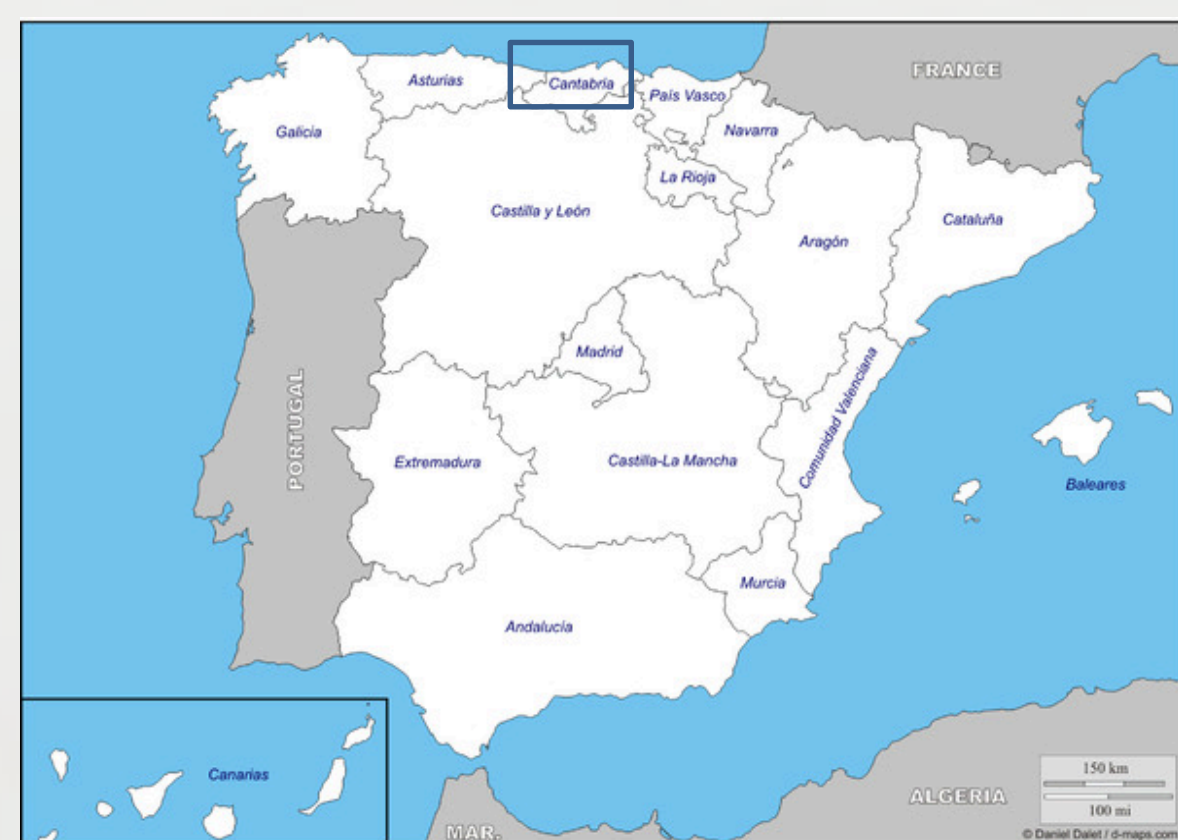 FRANCE
Asturias
Cantabria
País Vasco
Galicia
Navarra
La Rioja
Castilla y León
Aragón
Cataluña
Madrid
Comunidad Valenciana
PORTUGAL
Extremadura
Castilla-La Mancha
Baleares
Murcia
Andalucía
Canarias
150 km
100 mi
ALGERIA
MAR.
© Daniel Dalet / d-maps.com